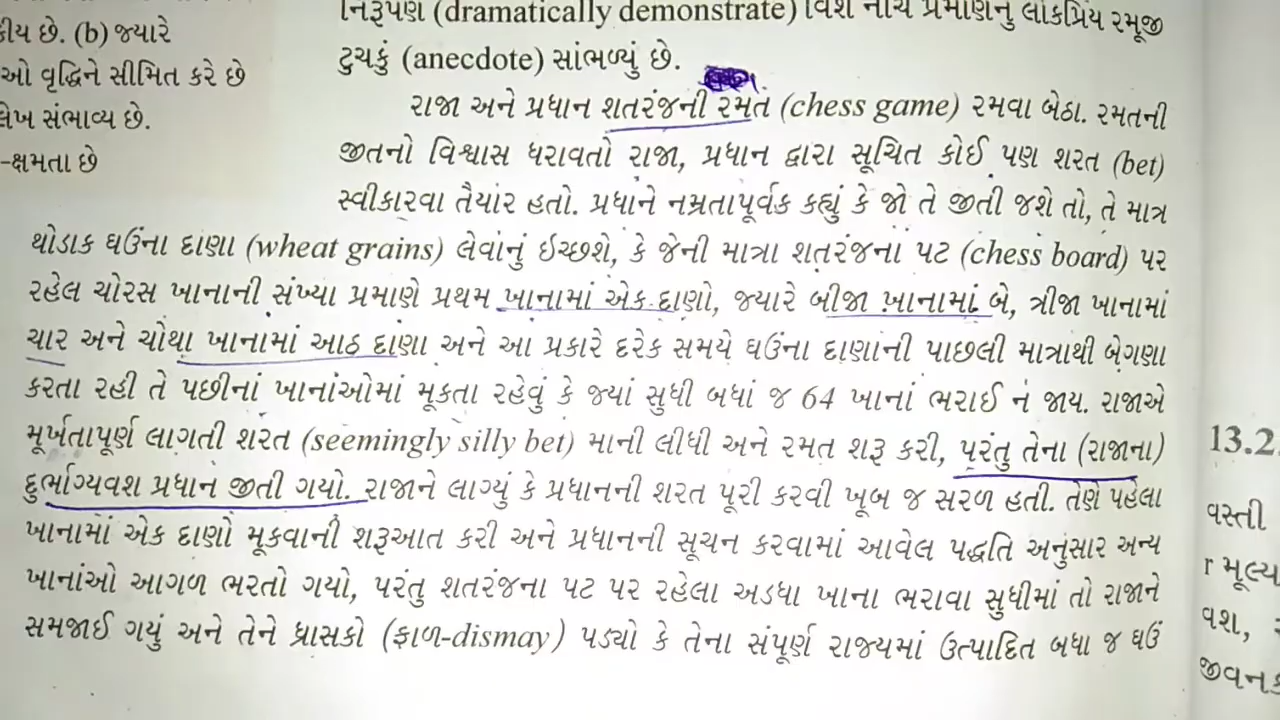 કીય છે. (b) જ્યારે
ઓ વૃદ્ધિને સીમિત કરે છે
લેખ સંભાવ્ય છે.
-ક્ષમતા છે
નિરૂપણ (dramatically demonstrate) વિશે નીચે પ્રમાણેનું લોકપ્રિય રમૂજી
ટુચકું (anecdote) સાંભળ્યું છે.
રાજા અને પ્રધાન શતરંજની રમત (chess game) રમવા બેઠા. રમતની
જીતનો વિશ્વાસ ધરાવતો રાજા, પ્રધાન દ્વારા સૂચિત કોઈ પણ શરત (bet)
સ્વીકારવા તૈયાર હતો. પ્રધાને નમ્રતાપૂર્વક કહ્યું કે જો તે જીતી જશે તો, તે માત્ર
થોડાક ઘઉંના દાણા (wheat grains) લેવાનું ઈચ્છશે, કે જેની માત્રા શતરંજના પટ (chess board) પર
રહેલ ચોરસ ખાનાની સંખ્યા પ્રમાણે પ્રથમ ખાનામાં એક દાણો, જ્યારે બીજા ખાનામાં બે, ત્રીજા ખાનામાં
ચાર અને ચોથા ખાનામાં આઠ દાણા અને આ પ્રકારે દરેક સમયે ઘઉંના દાણાની પાછલી માત્રાથી બેગણા
કરતા રહી તે પછીનાં ખાનાંઓમાં મૂકતા રહેવું કે જ્યાં સુધી બધાં જ 64 ખાનાં ભરાઈ ન જાય. રાજાએ
મૂર્ખતાપૂર્ણ લાગતી શરત (seemingly silly bet) માની લીધી અને રમત શરૂ કરી, પરંતુ તેના (રાજાના)
દુર્ભાગ્યવશ પ્રધાન જીતી ગયો. રાજાને લાગ્યું કે પ્રધાનની શરત પૂરી કરવી ખૂબ જ સરળ હતી. તેણે પહેલા
ખાનામાં એક દાણો મૂકવાની શરૂઆત કરી અને પ્રધાનની સૂચન કરવામાં આવેલ પદ્ધતિ અનુંસાર અન્ય
ખાનાંઓ આગળ ભરતો ગયો, પરંતુ શતરંજના પટ પર રહેલા અડધા ખાના ભરાવા સુધીમાં તો રાજાને
સમજાઈ ગયું અને તેને ધ્રાસકો (ફાળ-dismay) પડ્યો કે તેના સંપૂર્ણ રાજ્યમાં ઉત્પાદિત બધા જ ઘઉં
13.2
વસ્તી
r મૂલ્ય
વશ,
જીવન